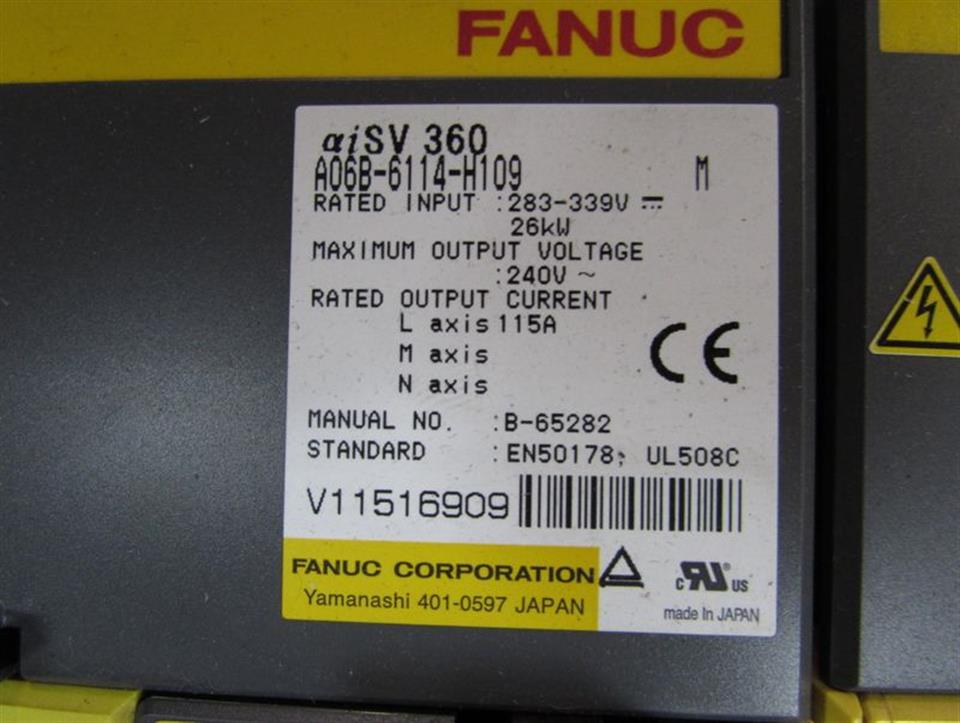 FANUC
αiSV 360
A06B-6114-H109 M
RATED INPUT :283-339V ⎓
26kW
MAXIMUM OUTPUT VOLTAGE
:240V ~
RATED OUTPUT CURRENT
L axis 115A
M axis
N axis
CE
MANUAL NO. :B-65282
STANDARD :EN50178, UL508C
V11516909
FANUC CORPORATION
Yamanashi 401-0597 JAPAN
c RU US
made In JAPAN